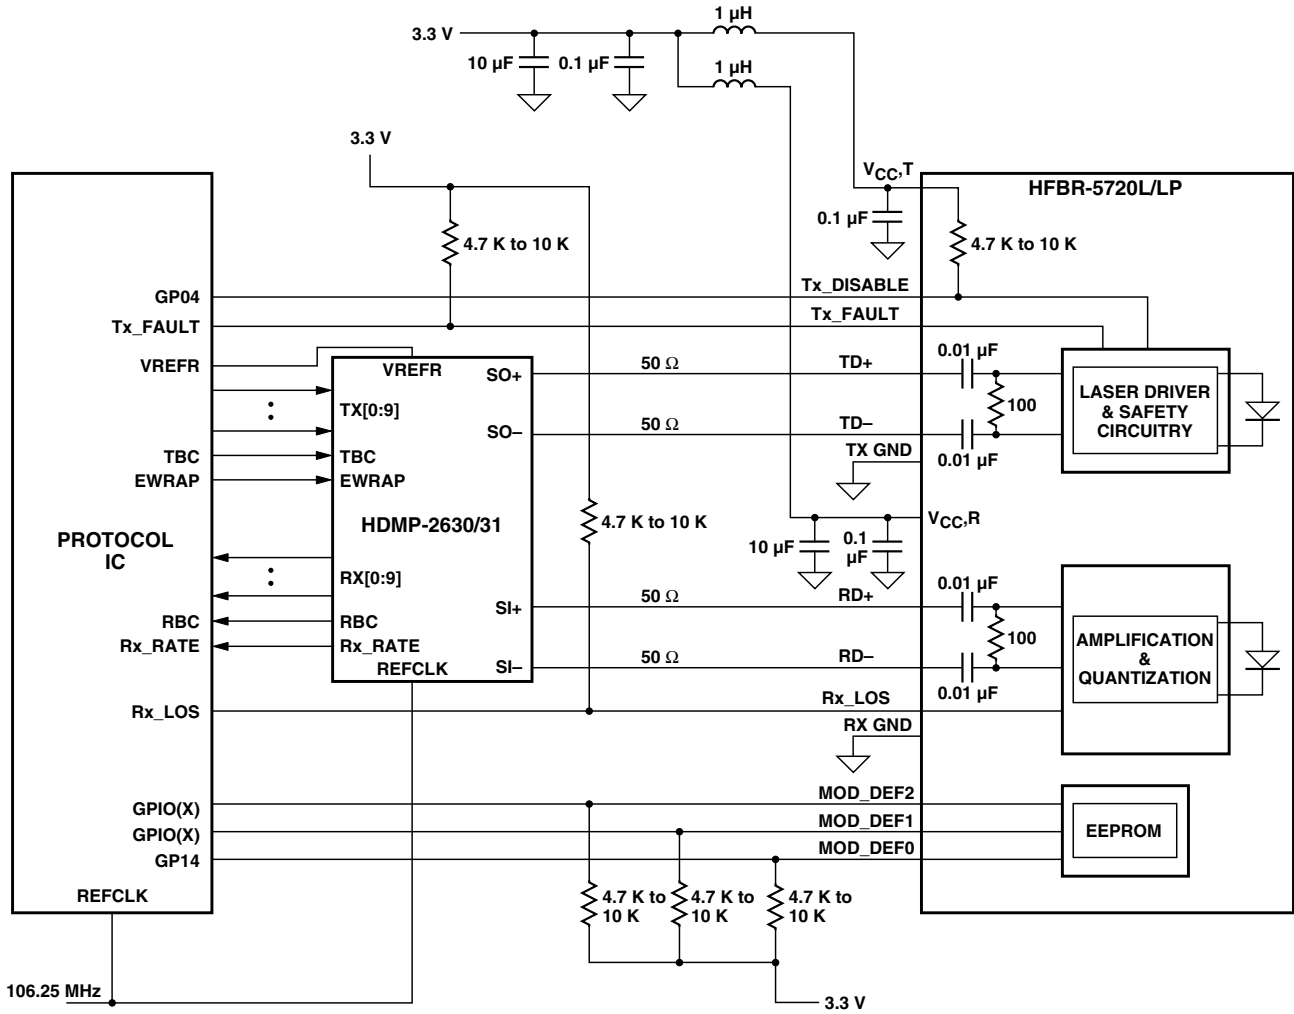 1 µH
3.3 V
10 µF
0.1 µF
1 µH
3.3 V
V_CC,T
HFBR-5720L/LP
0.1 µF
4.7 K to 10 K
4.7 K to 10 K
GP04
Tx_DISABLE
Tx_FAULT
Tx_FAULT
VREFR
VREFR
SO+
50 Ω
TD+
0.01 µF
TX[0:9]
100
LASER DRIVER
& SAFETY
CIRCUITRY
SO–
50 Ω
TD–
0.01 µF
TX GND
TBC
TBC
EWRAP
EWRAP
HDMP-2630/31
4.7 K to 10 K
V_CC,R
PROTOCOL
IC
10 µF
0.1
µF
RX[0:9]
0.01 µF
SI+
50 Ω
RD+
RBC
RBC
100
AMPLIFICATION
&
QUANTIZATION
Rx_RATE
Rx_RATE
REFCLK
SI–
50 Ω
RD–
0.01 µF
Rx_LOS
Rx_LOS
RX GND
GPIO(X)
MOD_DEF2
GPIO(X)
MOD_DEF1
EEPROM
GP14
MOD_DEF0
REFCLK
4.7 K to
10 K
4.7 K to
10 K
4.7 K to
10 K
106.25 MHz
3.3 V